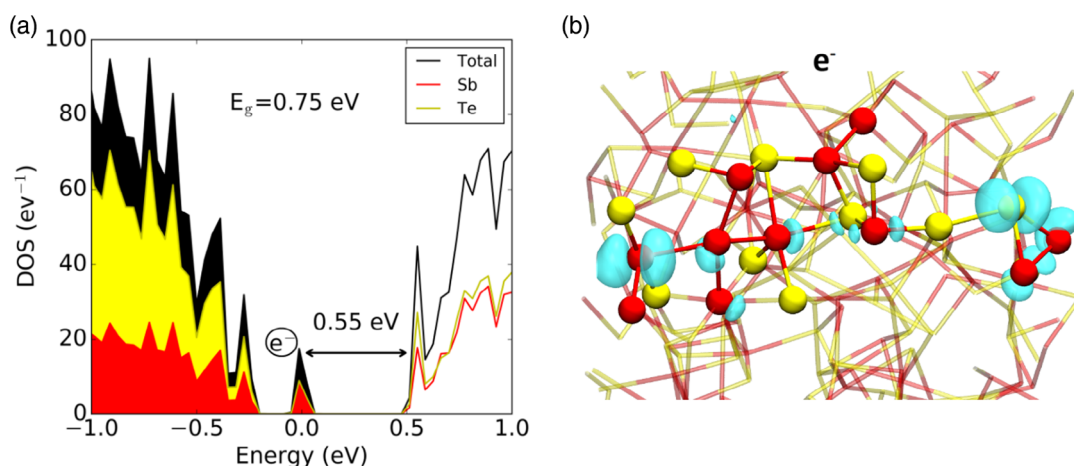 (a)
(b)
100
80
60
40
20
0
DOS (ev⁻¹)
E_g=0.75 eV
Total
Sb
Te
e⁻
0.55 eV
−1.0
−0.5
0.0
0.5
1.0
Energy (eV)
e⁻